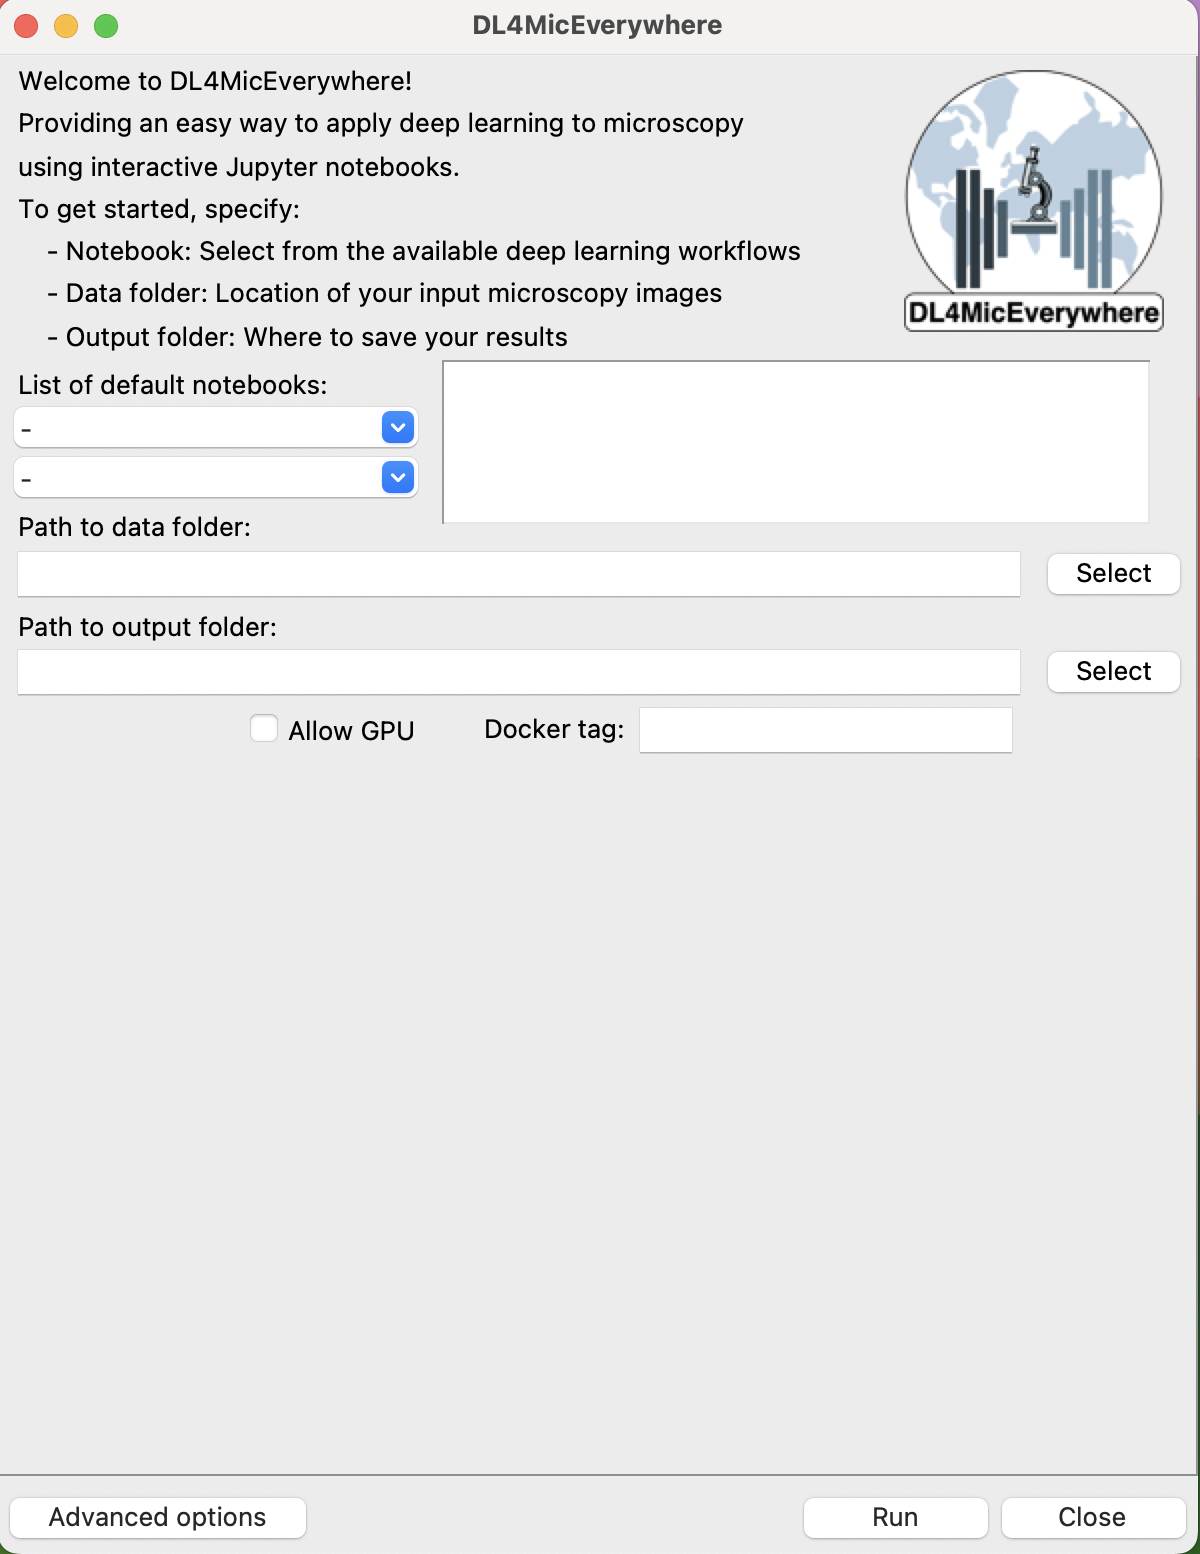 DL4MicEverywhere
Welcome to DL4MicEverywhere!
Providing an easy way to apply deep learning to microscopy
using interactive Jupyter notebooks.
To get started, specify:
- Notebook: Select from the available deep learning workflows
- Data folder: Location of your input microscopy images
- Output folder: Where to save your results
DL4MicEverywhere
List of default notebooks:
-
-
Path to data folder:
Select
Path to output folder:
Select
Allow GPU
Docker tag:
Advanced options
Run
Close